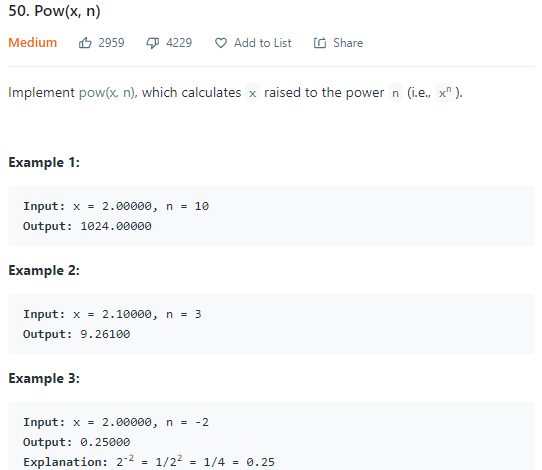 50. Pow(x, n)
Medium 2959 4229 Add to List Share
Implement pow(x, n), which calculates x raised to the power n (i.e., xⁿ ).
Example 1:
Input: x = 2.00000, n = 10
Output: 1024.00000
Example 2:
Input: x = 2.10000, n = 3
Output: 9.26100
Example 3:
Input: x = 2.00000, n = -2
Output: 0.25000
Explanation: 2⁻² = 1/2² = 1/4 = 0.25